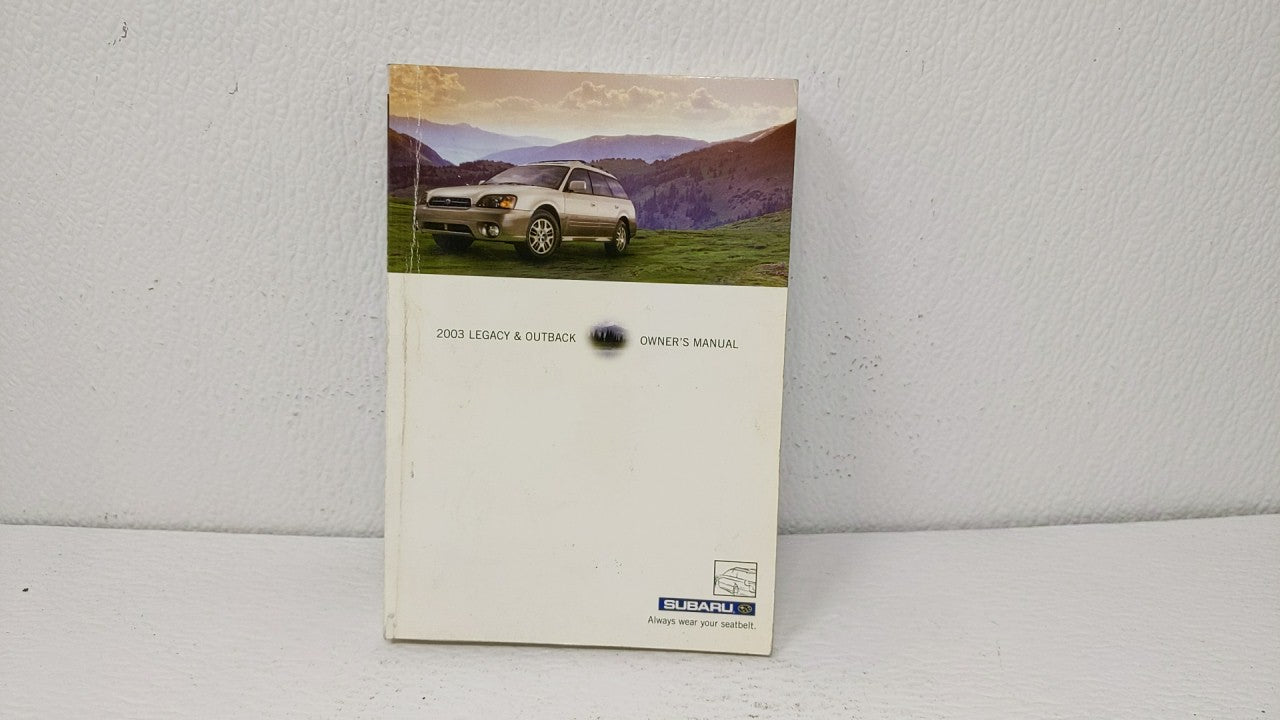 2003 LEGACY & OUTBACK OWNER'S MANUAL
SUBARU
Always wear your seatbelt.